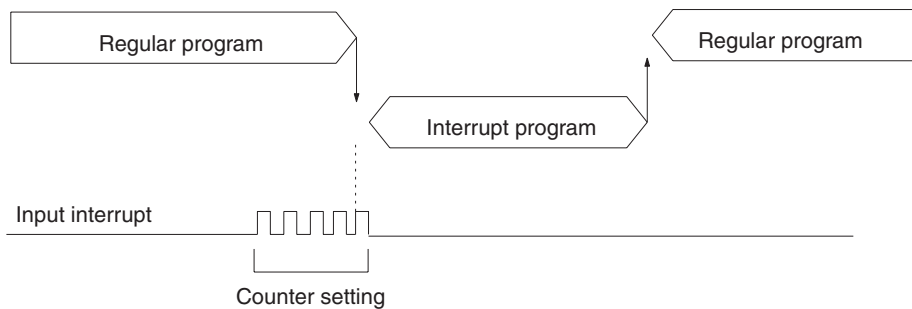 Regular program
Regular program
Interrupt program
Input interrupt
Counter setting